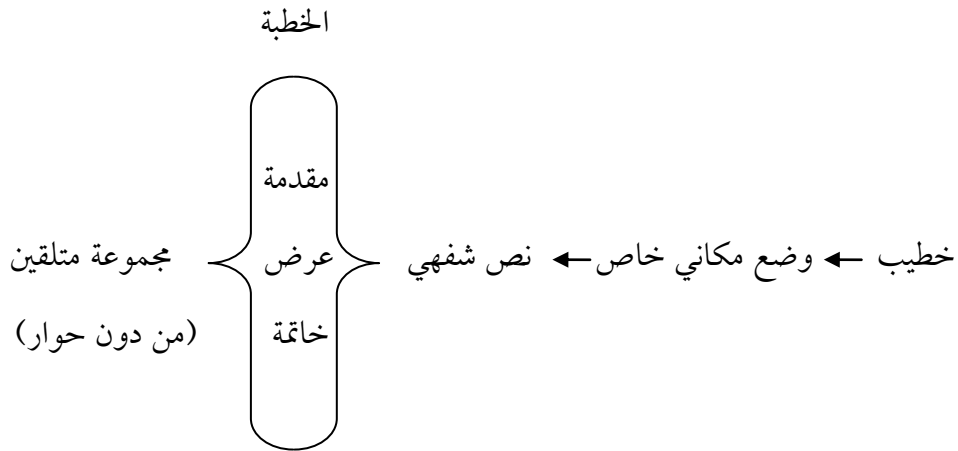 الخطبة
مقدمة
خطيب ← وضع مكاني خاص ← نص شفهي عرض مجموعة متلقين
خاتمة (من دون حوار)